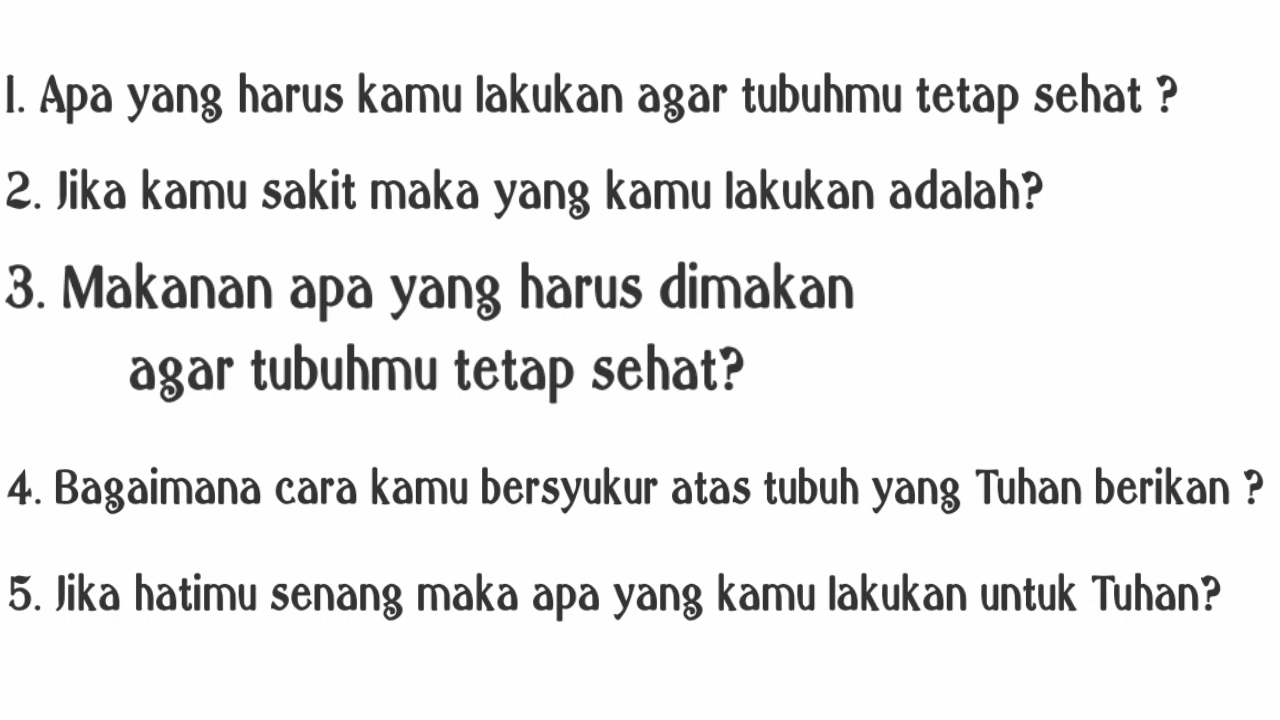 1. Apa yang harus kamu lakukan agar tubuhmu tetap sehat ?
2. Jika kamu sakit maka yang kamu lakukan adalah?
3. Makanan apa yang harus dimakan
agar tubuhmu tetap sehat?
4. Bagaimana cara kamu bersyukur atas tubuh yang Tuhan berikan ?
5. Jika hatimu senang maka apa yang kamu lakukan untuk Tuhan?